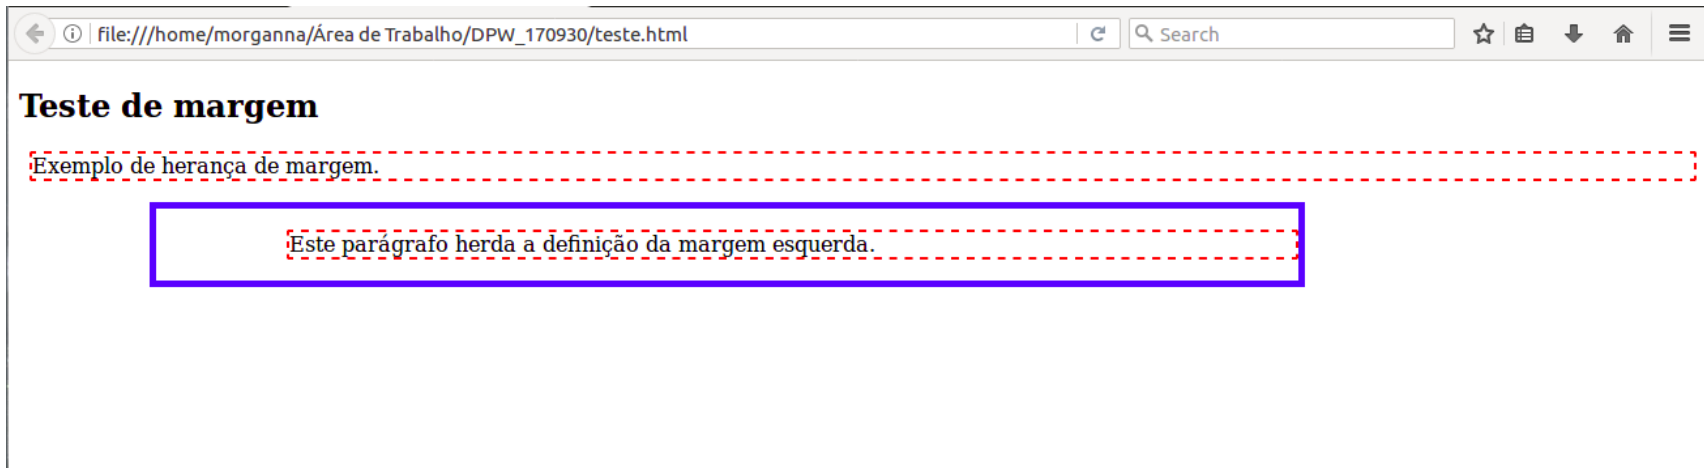 file:///home/morganna/Área de Trabalho/DPW_170930/teste.html
Search
Teste de margem
Exemplo de herança de margem.
Este parágrafo herda a definição da margem esquerda.